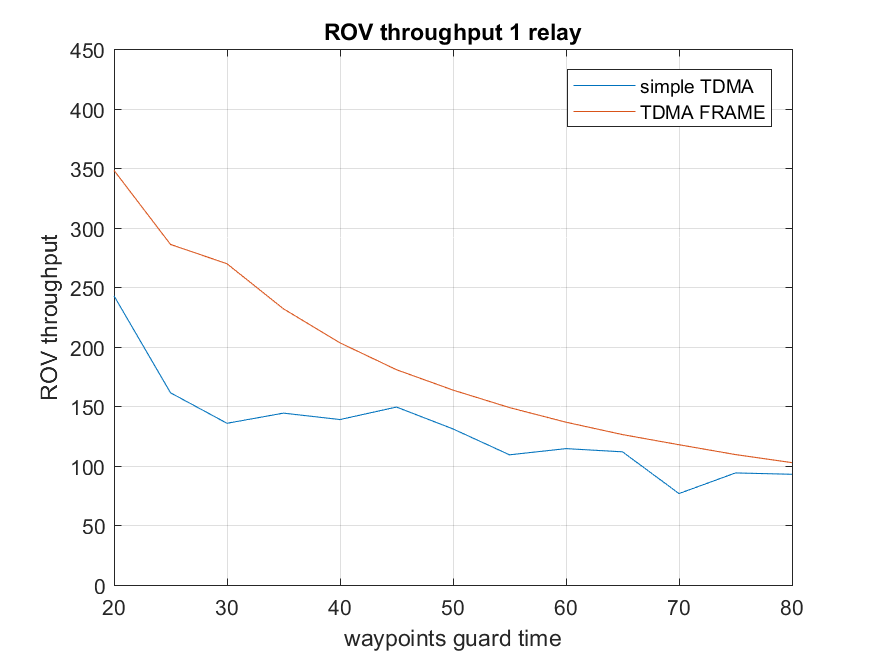 ROV throughput 1 relay
450
400
350
300
250
200
150
100
50
0
ROV throughput
simple TDMA
TDMA FRAME
20 30 40 50 60 70 80
waypoints guard time